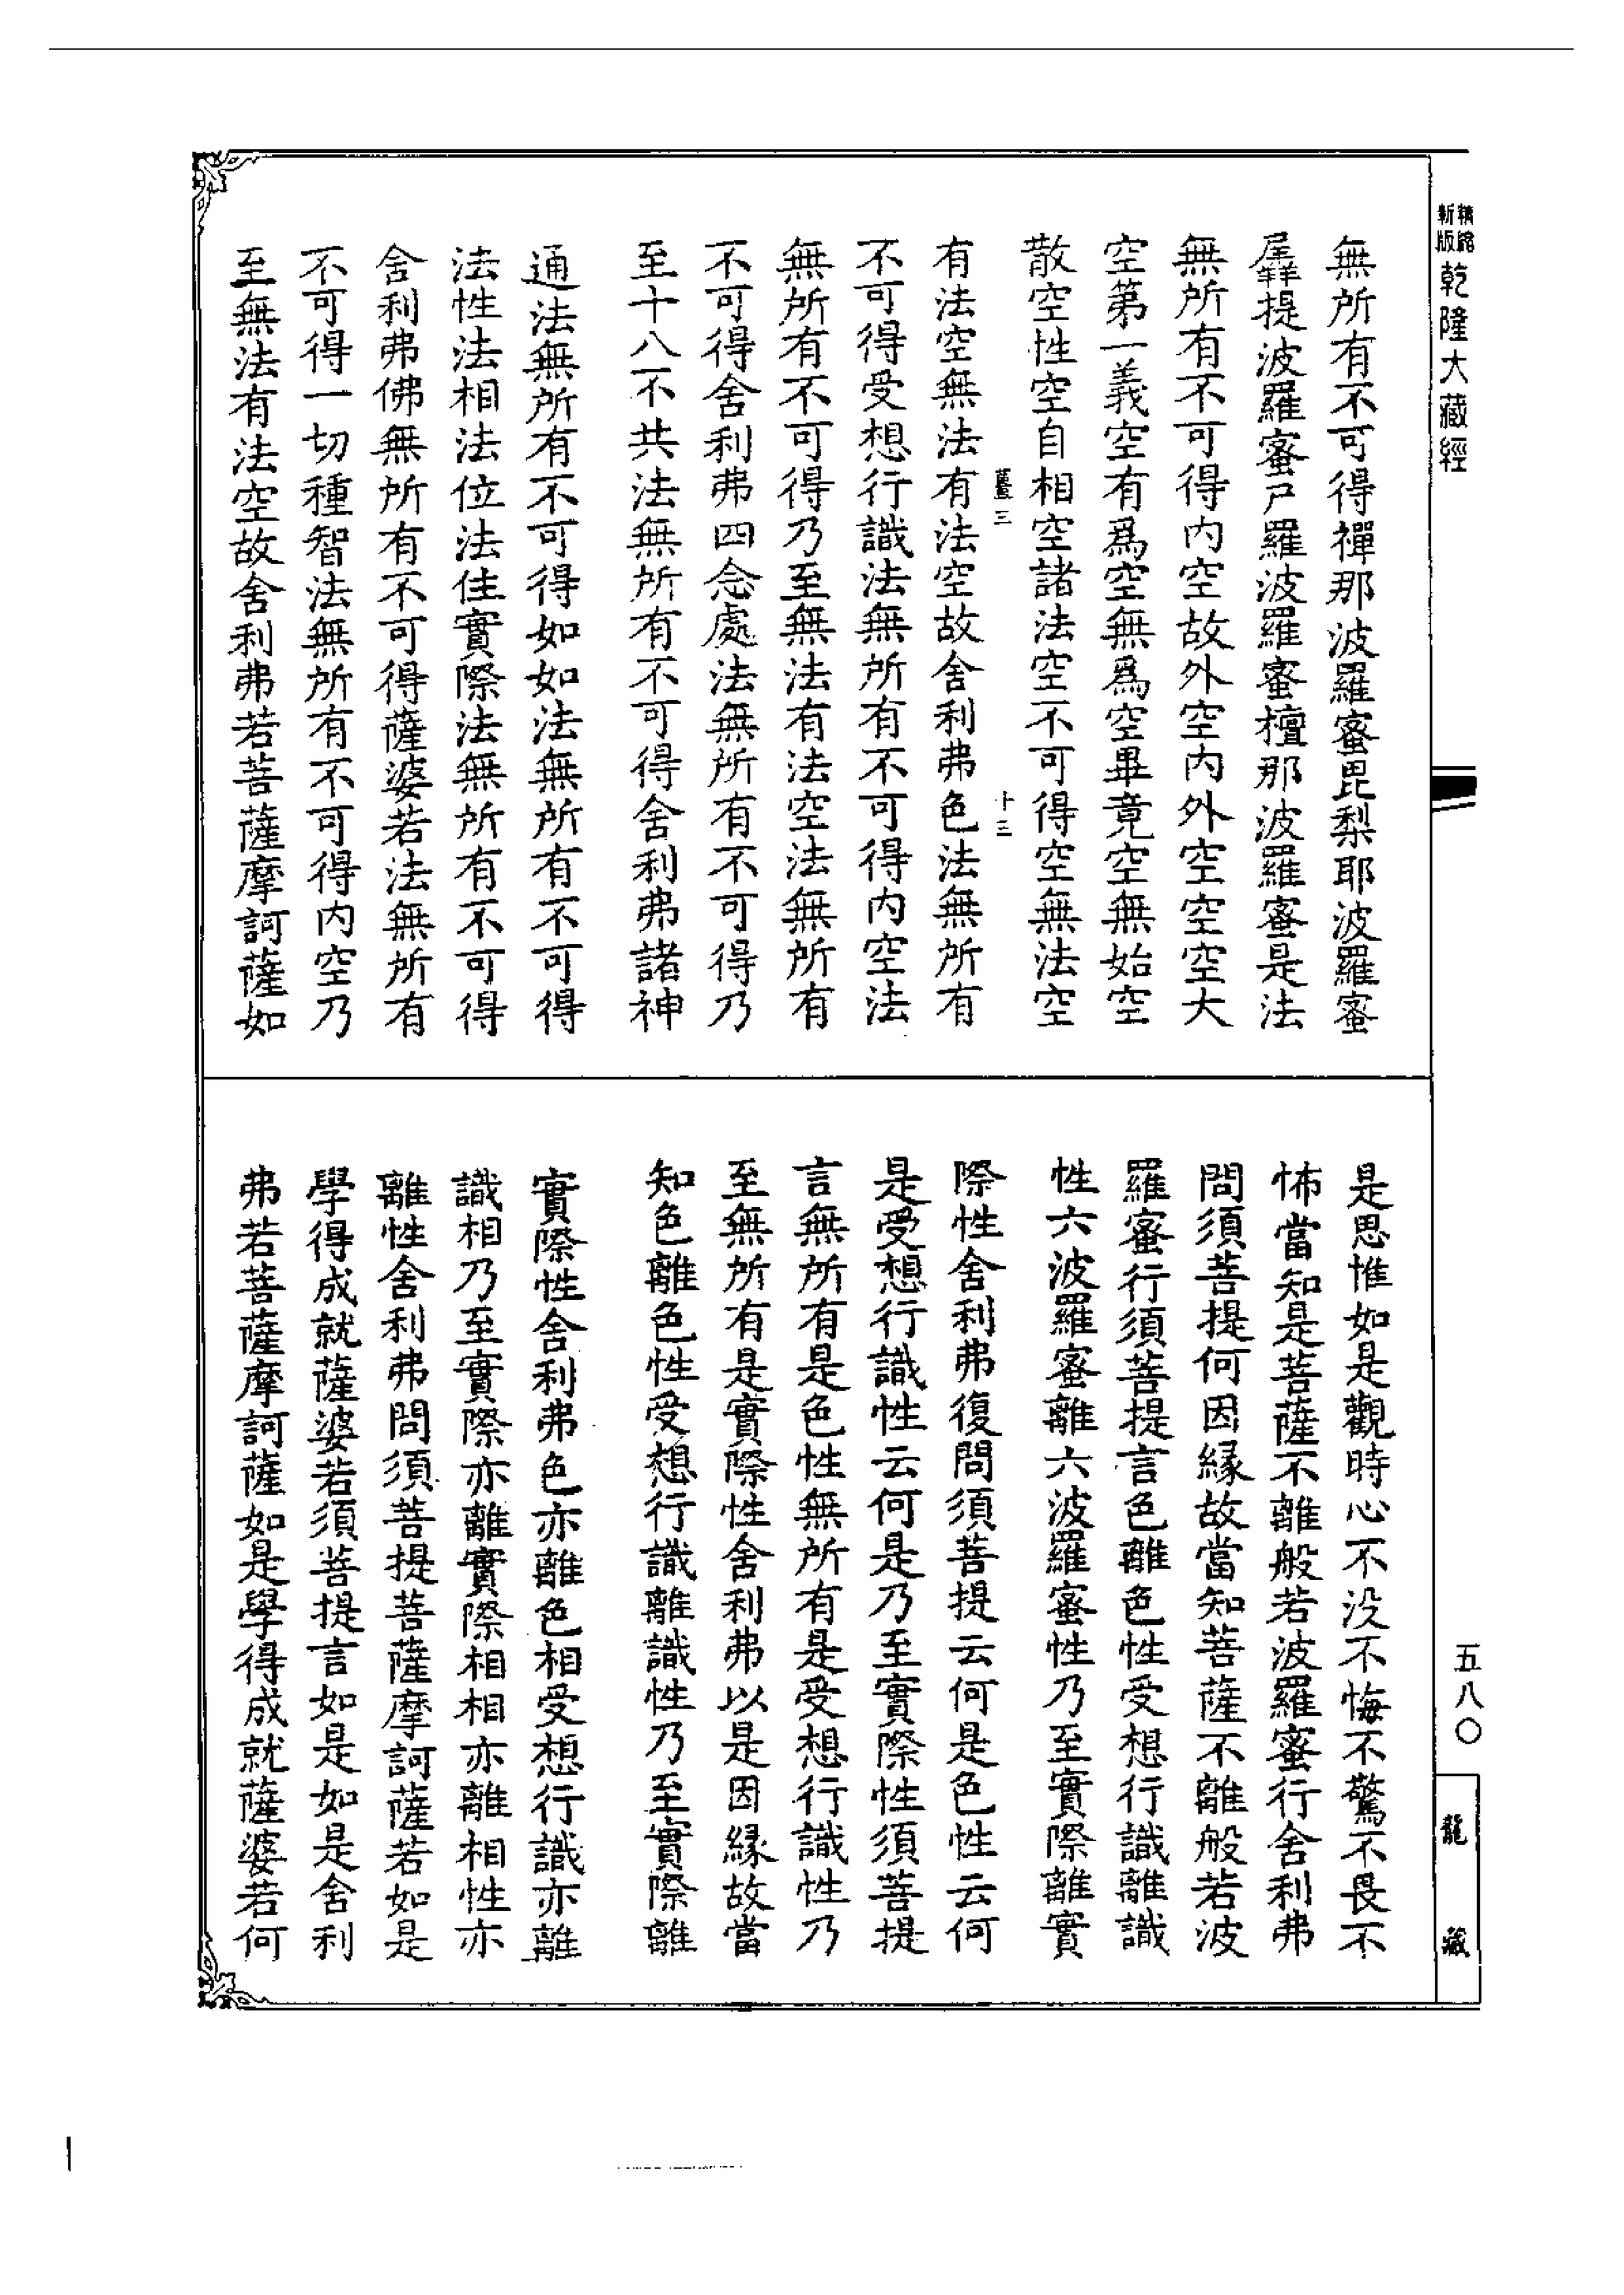 精縮
新版
乾隆大藏經
無所有不可得禪那波羅蜜毘梨耶波羅蜜
羼提波羅蜜尸羅波羅蜜檀那波羅蜜是法
無所有不可得內空故外空內外空空空大
空第一義空有爲空無爲空畢竟空無始空
散空性空自相空諸法空不可得空無法空
薑三
十三
有法空無法有法空故舍利弗色法無所有
不可得受想行識法無所有不可得內空法
無所有不可得乃至無法有法空法無所有
不可得舍利弗四念處法無所有不可得乃
至十八不共法無所有不可得舍利弗諸神
通法無所有不可得如如法無所有不可得
法性法相法位法住實際法無所有不可得
舍利弗佛無所有不可得薩婆若法無所有
不可得一切種智法無所有不可得內空乃
至無法有法空故舍利弗若菩薩摩訶薩如
是思惟如是觀時心不没不悔不驚不畏不
怖當知是菩薩不離般若波羅蜜行舍利弗
問須菩提何因緣故當知菩薩不離般若波
羅蜜行須菩提言色離色性受想行識離識
性六波羅蜜離六波羅蜜性乃至實際離實
際性舍利弗復問須菩提云何是色性云何
是受想行識性云何是乃至實際性須菩提
言無所有是色性無所有是受想行識性乃
至無所有是實際性舍利弗以是因緣故當
知色離色性受想行識離識性乃至實際離
實際性舍利弗色亦離色相受想行識亦離
識相乃至實際亦離實際相相亦離相性亦
離性舍利弗問須菩提菩薩摩訶薩若如是
學得成就薩婆若須菩提言如是如是舍利
弗若菩薩摩訶薩如是學得成就薩婆若何
五八〇
龍藏